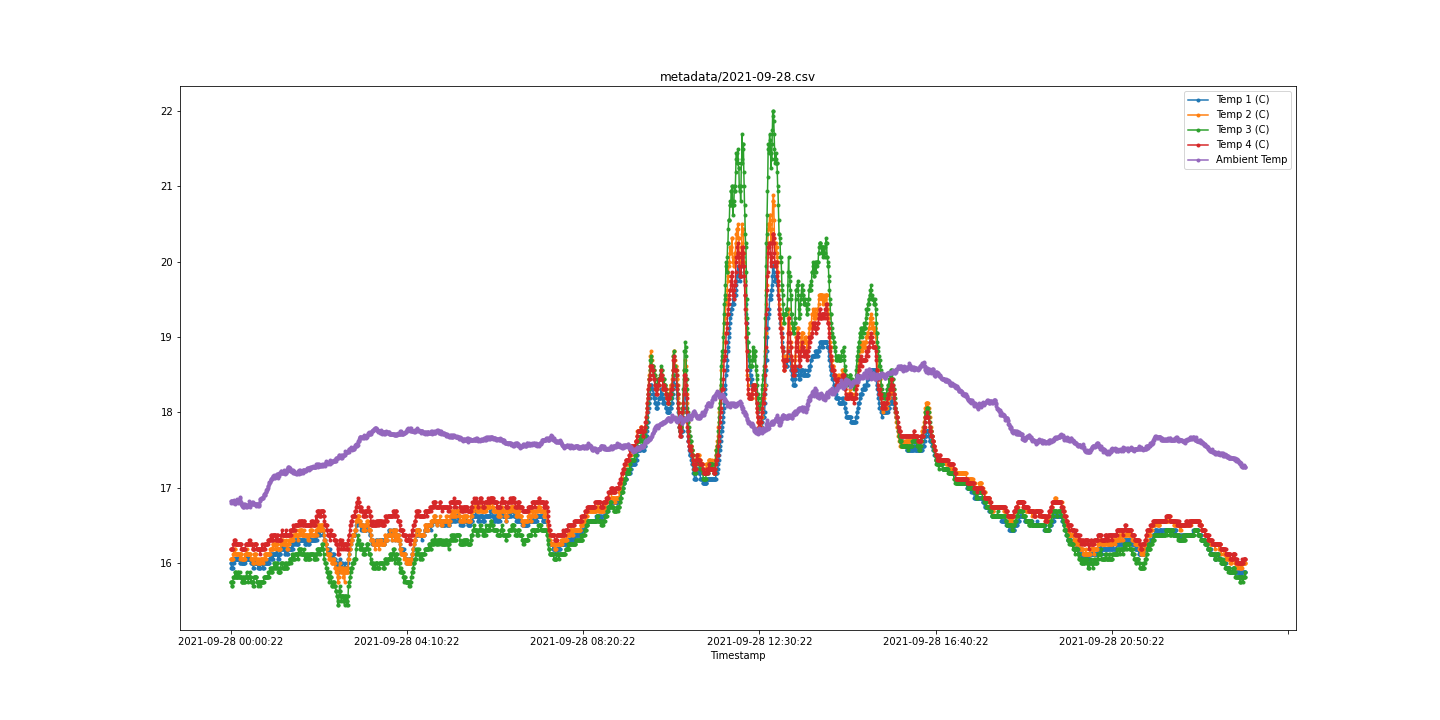 metadata/2021-09-28.csv
Temp 1 (C)
Temp 2 (C)
Temp 3 (C)
Temp 4 (C)
Ambient Temp
22
21
20
19
18
17
16
2021-09-28 00:00:22 2021-09-28 04:10:22 2021-09-28 08:20:22 2021-09-28 12:30:22 2021-09-28 16:40:22 2021-09-28 20:50:22
Timestamp